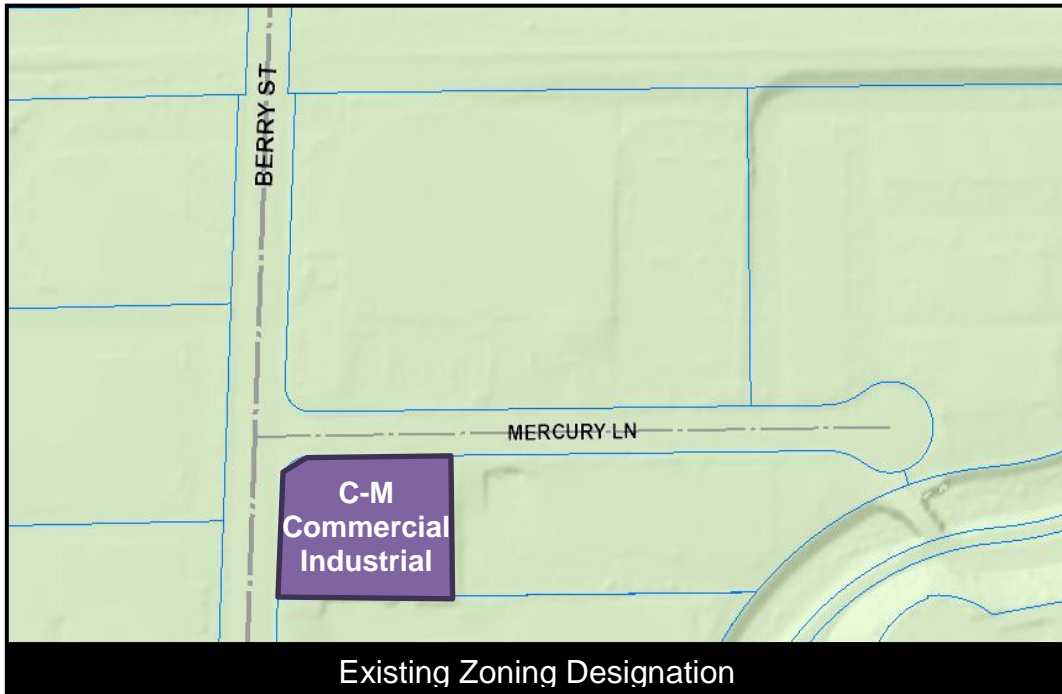 BERRY ST
MERCURY LN
C-M
Commercial
Industrial
Existing Zoning Designation